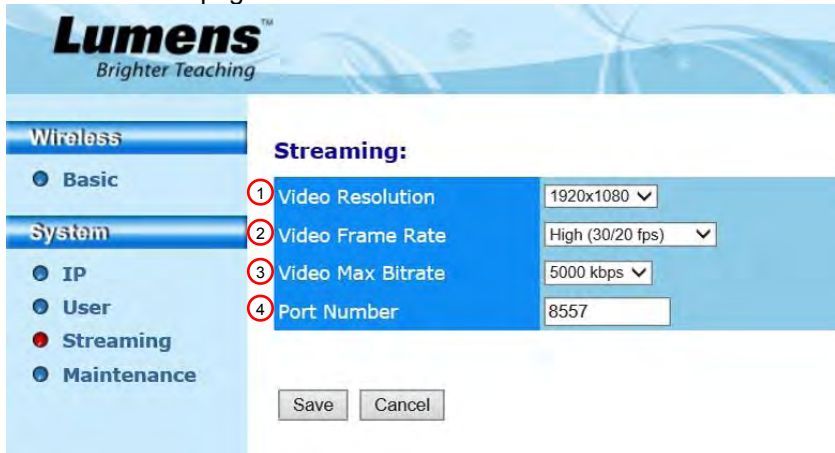 Lumens™
Brighter Teaching
Wireless
Basic
System
IP
User
Streaming
Maintenance
Streaming:
1 Video Resolution 1920x1080
2 Video Frame Rate High (30/20 fps)
3 Video Max Bitrate 5000 kbps
4 Port Number 8557
Save Cancel